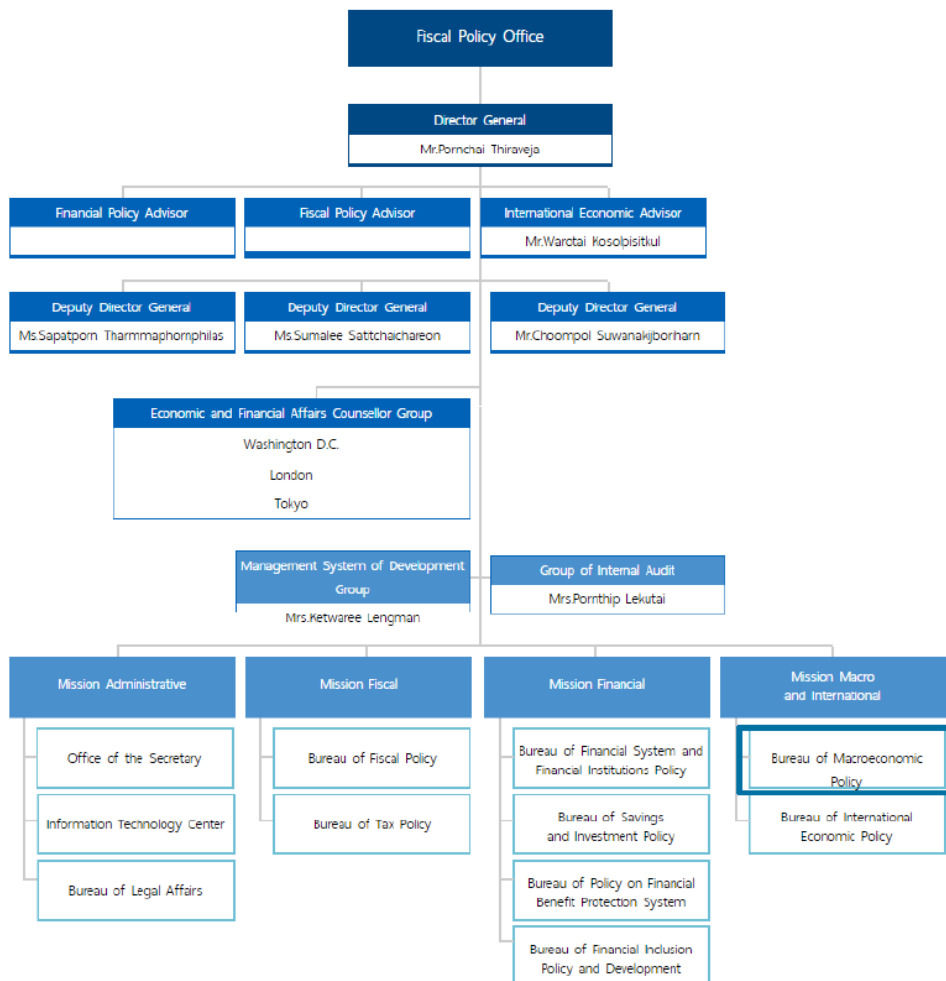 Fiscal Policy Office
Director General
Mr.Pornchai Thiraveja
Financial Policy Advisor
Fiscal Policy Advisor
International Economic Advisor
Mr.Warotai Kosolpisitkul
Deputy Director General
Ms.Sapatporn Tharmmaphornphilas
Deputy Director General
Ms.Sumalee Sattchaichareon
Deputy Director General
Mr.Choompol Suwanakijboriharn
Economic and Financial Affairs Counsellor Group
Washington D.C.
London
Tokyo
Management System of Development
Group
Mrs.Ketwaree Lengman
Group of Internal Audit
Mrs.Pornthip Lekutai
Mission Administrative
Office of the Secretary
Information Technology Center
Bureau of Legal Affairs
Mission Fiscal
Bureau of Fiscal Policy
Bureau of Tax Policy
Mission Financial
Bureau of Financial System and
Financial Institutions Policy
Bureau of Savings
and Investment Policy
Bureau of Policy on Financial
Benefit Protection System
Bureau of Financial Inclusion
Policy and Development
Mission Macro
and International
Bureau of Macroeconomic
Policy
Bureau of International
Economic Policy